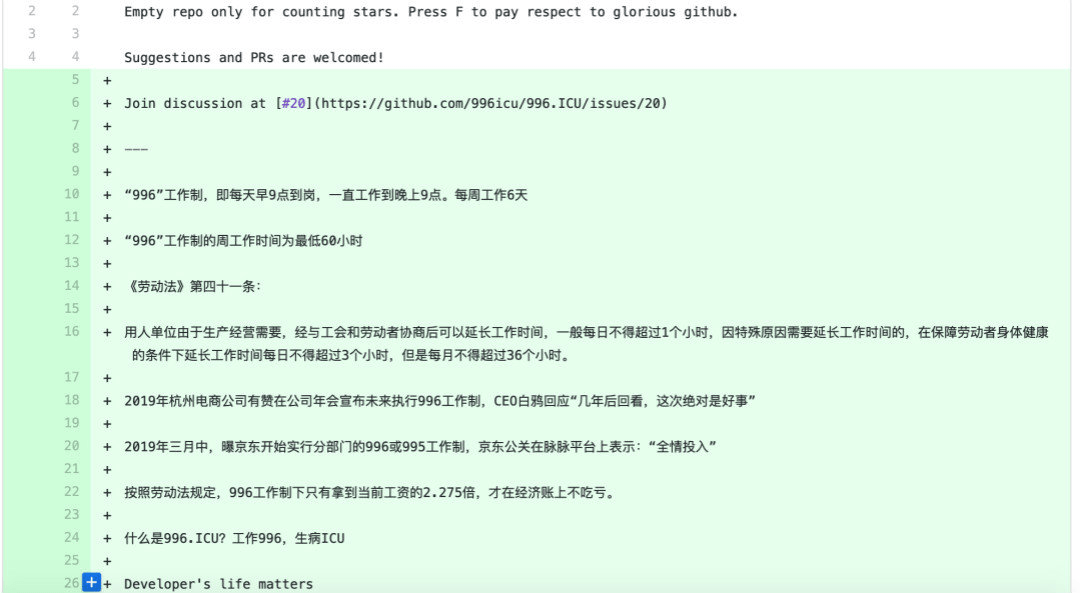 2 2 Empty repo only for counting stars. Press F to pay respect to glorious github.
3 3
4 4 Suggestions and PRs are welcomed!
5 +
6 + Join discussion at [#20](https://github.com/996icu/996.ICU/issues/20)
7 +
8 + ---
9 +
10 + “996”工作制，即每天早9点到岗，一直工作到晚上9点。每周工作6天
11 +
12 + “996”工作制的周工作时间为最低60小时
13 +
14 + 《劳动法》第四十一条：
15 +
16 + 用人单位由于生产经营需要，经与工会和劳动者协商后可以延长工作时间，一般每日不得超过1个小时，因特殊原因需要延长工作时间的，在保障劳动者身体健康
的条件下延长工作时间每日不得超过3个小时，但是每月不得超过36个小时。
17 +
18 + 2019年杭州电商公司有赞在公司年会宣布未来执行996工作制，CEO白鸦回应“几年后回看，这次绝对是好事”
19 +
20 + 2019年三月中，曝京东开始实行分部门的996或995工作制，京东公关在脉脉平台上表示：“全情投入”
21 +
22 + 按照劳动法规定，996工作制下只有拿到当前工资的2.275倍，才在经济账上不吃亏。
23 +
24 + 什么是996.ICU? 工作996，生病ICU
25 +
26 + + Developer's life matters